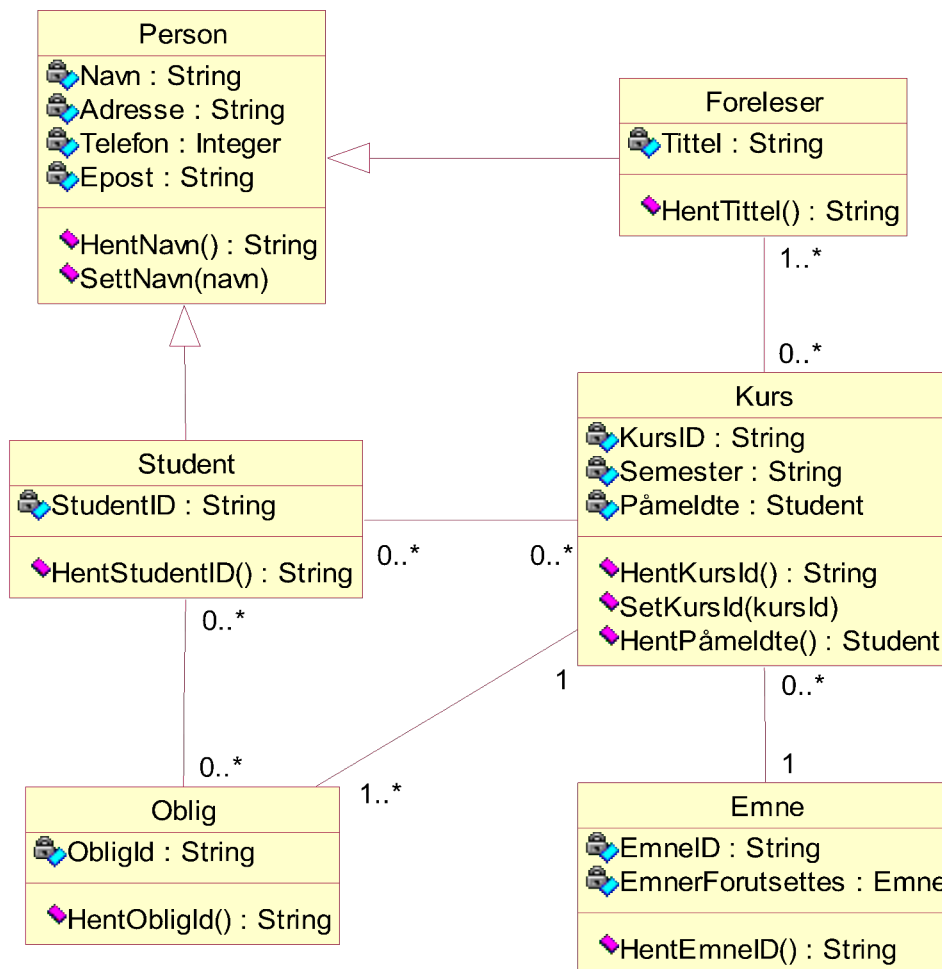 Person
Navn : String
Adresse : String
Telefon : Integer
Epost : String
HentNavn() : String
SettNavn(navn)
Foreleser
Tittel : String
HentTittel() : String
1..*
0..*
Kurs
KursID : String
Semester : String
Påmeldte : Student
HentKursId() : String
SetKursId(kursId)
HentPåmeldte() : Student
Student
StudentID : String
HentStudentID() : String
0..*
0..*
0..*
0..*
1
1..*
0..*
1
Oblig
ObligId : String
HentObligId() : String
Emne
EmneID : String
EmnerForutsettes : Emne
HentEmneID() : String